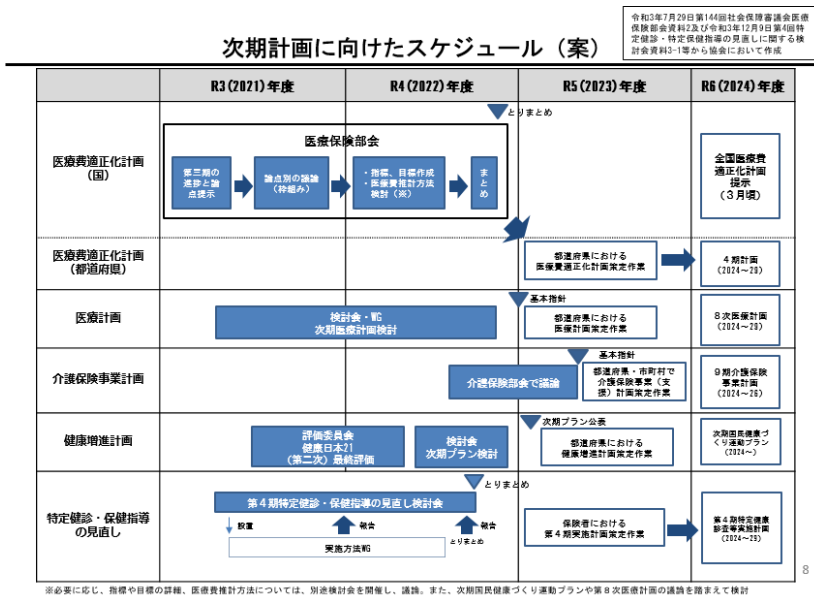 令和3年7月29日第144回社会保障審議会医療
保険部会資料2及び令和3年12月9日第4回特
定健診・特定保健指導の見直しに関する検
討会資料3-1等から協会において作成
次期計画に向けたスケジュール（案）
R3(2021)年度
R4(2022)年度
R5(2023)年度
R6(2024)年度
医療費適正化計画
（国）
とりまとめ
医療保険部会
第三期の
進捗と論
点提示
論点別の議論
（枠組み）
・指標、目標作成
・医療費推計方法
検討（※）
ま
と
め
全国医療費
適正化計画
提示
（３月頃）
医療費適正化計画
（都道府県）
都道府県における
医療費適正化計画策定作業
4期計画
(2024～29)
医療計画
検討会・WG
次期医療計画検討
基本指針
都道府県における
医療計画策定作業
8次医療計画
(2024～29)
介護保険事業計画
介護保険部会で議論
基本指針
都道府県・市町村で
介護保険事業（支
援）計画策定作業
9期介護保険
事業計画
(2024～26)
健康増進計画
評価委員会
健康日本21
（第二次）最終評価
検討会
次期プラン検討
次期プラン公表
都道府県における
健康増進計画策定作業
次期国民健康づ
くり運動プラン
(2024～)
特定健診・保健指導
の見直し
とりまとめ
第４期特定健診・保健指導の見直し検討会
設置
報告
報告
とりまとめ
実施方法WG
保険者における
第４期実施計画策定作業
第４期特定健康
診査等実施計画
(2024～29)
8
※必要に応じ、指標や目標の詳細、医療費推計方法については、別途検討会を開催し、議論。また、次期国民健康づくり運動プランや第８次医療計画の議論を踏まえて検討